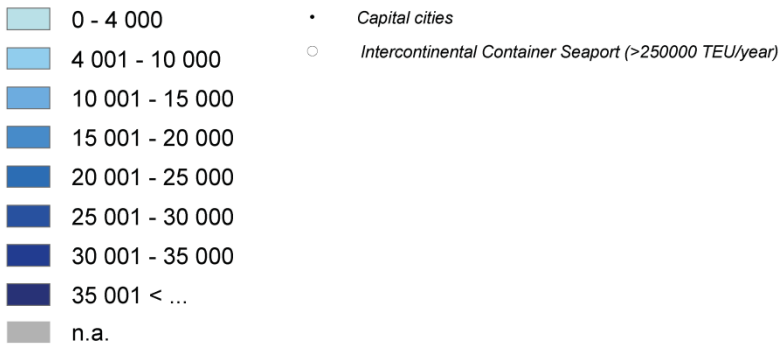 0 - 4 000
4 001 - 10 000
10 001 - 15 000
15 001 - 20 000
20 001 - 25 000
25 001 - 30 000
30 001 - 35 000
35 001 < ...
n.a.
Capital cities
Intercontinental Container Seaport (>250000 TEU/year)